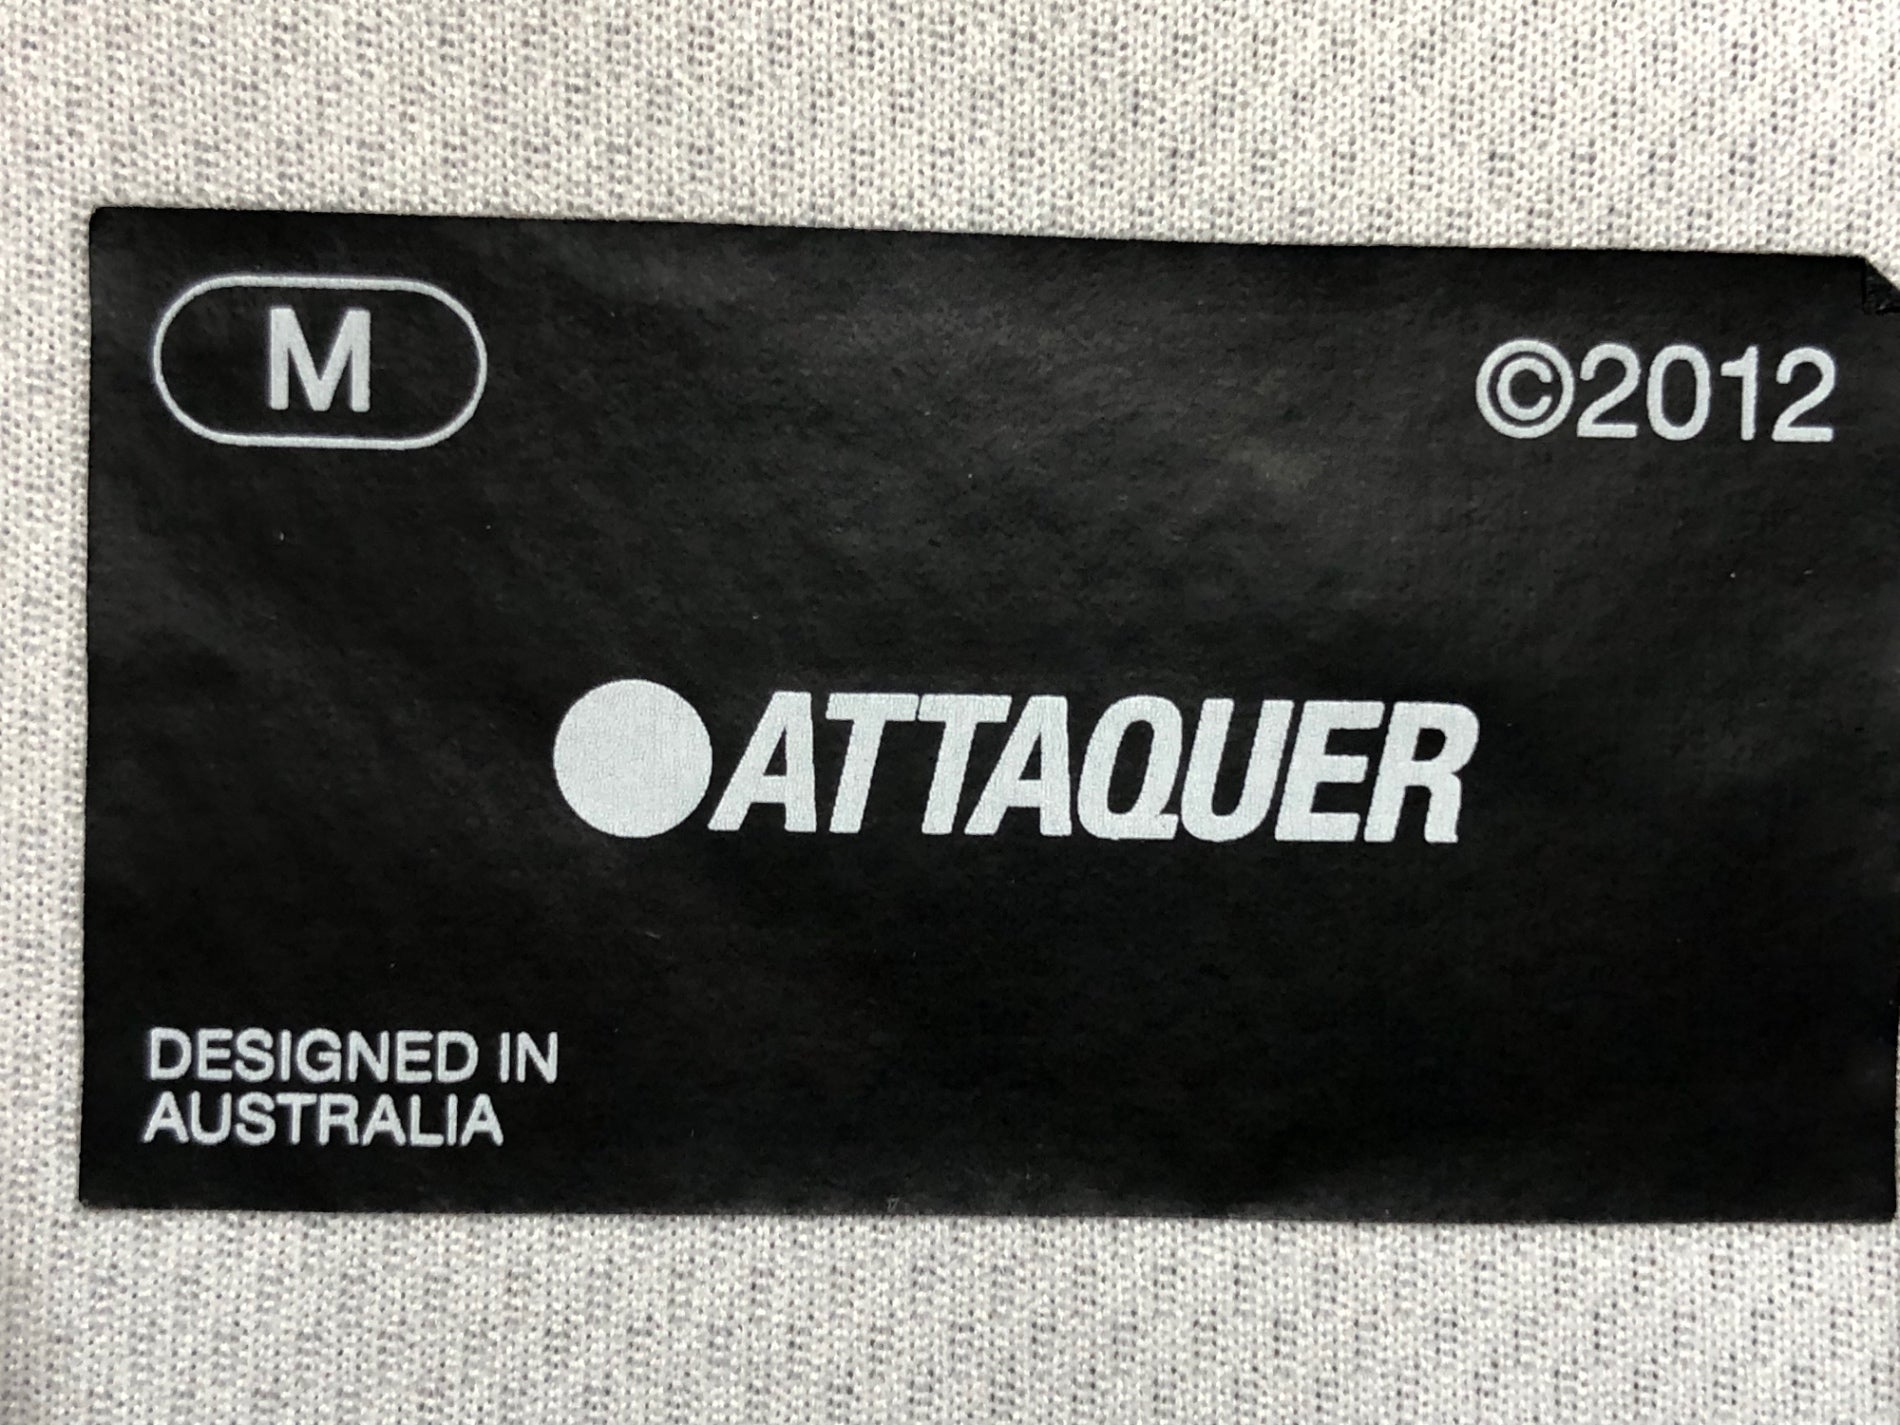 M
©2012
ATTAQUER
DESIGNED IN
AUSTRALIA